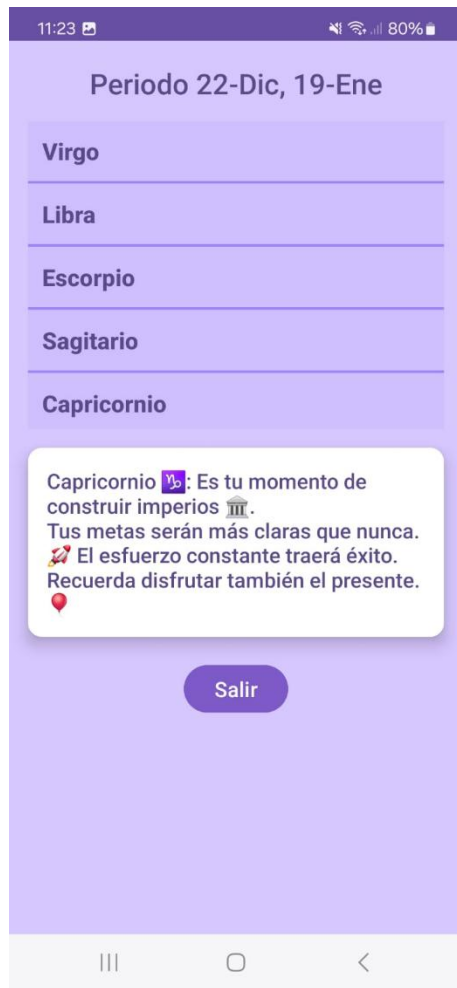 11:23 80%
Periodo 22-Dic, 19-Ene
Virgo
Libra
Escorpio
Sagitario
Capricornio
Capricornio ♑: Es tu momento de
construir imperios 🏛️.
Tus metas serán más claras que nunca.
🚀 El esfuerzo constante traerá éxito.
Recuerda disfrutar también el presente.
🎈
Salir